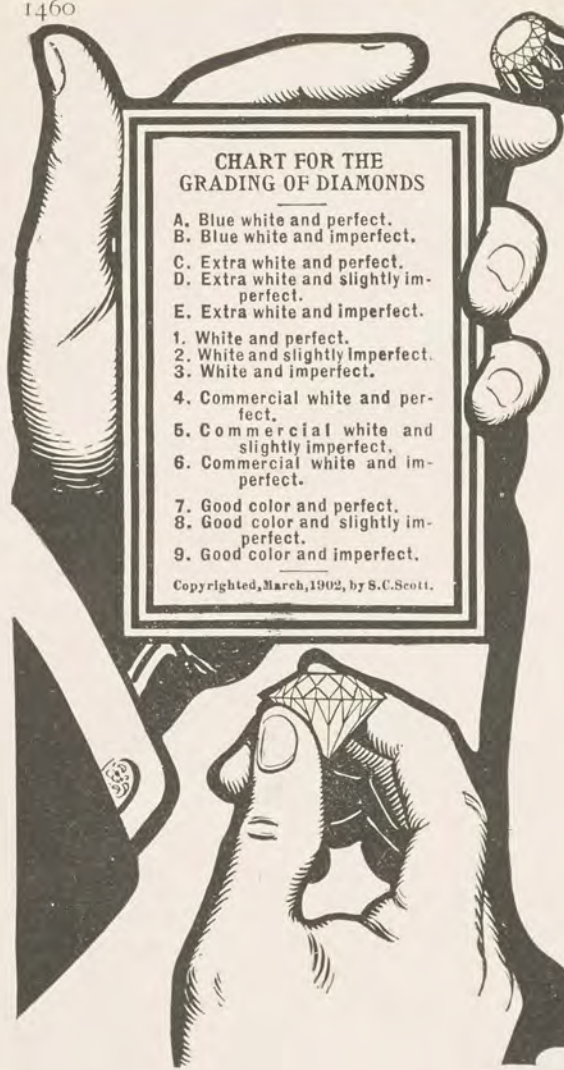 1460
CHART FOR THE
GRADING OF DIAMONDS
A. Blue white and perfect.
B. Blue white and imperfect.
C. Extra white and perfect.
D. Extra white and slightly im-
perfect.
E. Extra white and imperfect.
1. White and perfect.
2. White and slightly Imperfect.
3. White and imperfect.
4. Commercial white and per-
fect.
5. Commercial white and
slightly imperfect.
6. Commercial white and im-
perfect.
7. Good color and perfect.
8. Good color and slightly im-
perfect.
9. Good color and imperfect.
Copyrighted, March, 1902, by S.C. Scott.